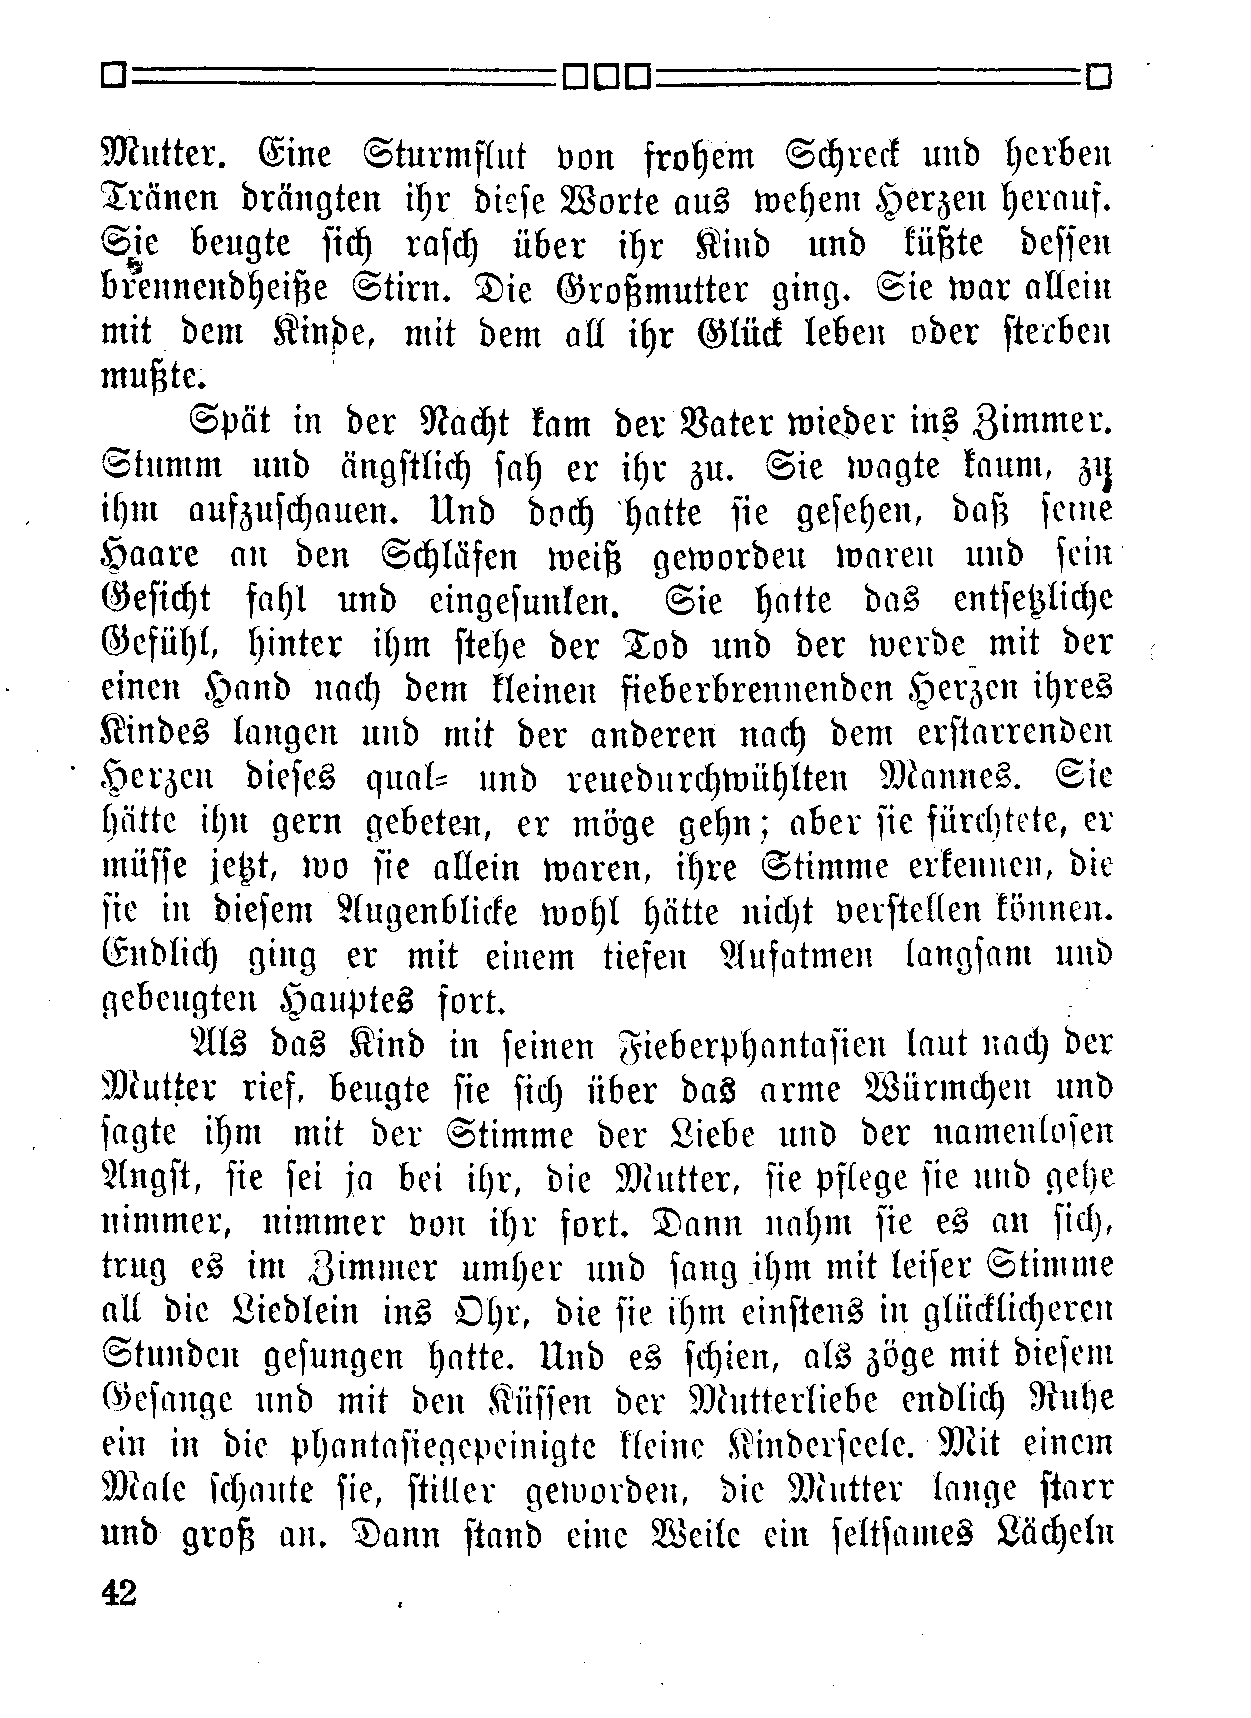 Mutter. Eine Sturmflut von frohem Schreck und herben
Tränen drängten ihr diese Worte aus wehem Herzen herauf.
Sie beugte sich rasch über ihr Kind und küßte dessen
brennendheiße Stirn. Die Großmutter ging. Sie war allein
mit dem Kinde, mit dem all ihr Glück leben oder sterben
mußte.
Spät in der Nacht kam der Vater wieder ins Zimmer.
Stumm und ängstlich sah er ihr zu. Sie wagte kaum, zu
ihm aufzuschauen. Und doch hatte sie gesehen, daß seine
Haare an den Schläfen weiß geworden waren und sein
Gesicht fahl und eingesunken. Sie hatte das entsetzliche
Gefühl, hinter ihm stehe der Tod und der werde mit der
einen Hand nach dem kleinen fieberbrennenden Herzen ihres
Kindes langen und mit der anderen nach dem erstarrenden
Herzen dieses qual- und reuedurchwühlten Mannes. Sie
hätte ihn gern gebeten, er möge gehn; aber sie fürchtete, er
müsse jetzt, wo sie allein waren, ihre Stimme erkennen, die
sie in diesem Augenblicke wohl hätte nicht verstellen können.
Endlich ging er mit einem tiefen Aufatmen langsam und
gebeugten Hauptes fort.
Als das Kind in seinen Fieberphantasien laut nach der
Mutter rief, beugte sie sich über das arme Würmchen und
sagte ihm mit der Stimme der Liebe und der namenlosen
Angst, sie sei ja bei ihr, die Mutter, sie pflege sie und gehe
nimmer, nimmer von ihr fort. Dann nahm sie es an sich,
trug es im Zimmer umher und sang ihm mit leiser Stimme
all die Liedlein ins Ohr, die sie ihm einstens in glücklicheren
Stunden gesungen hatte. Und es schien, als zöge mit diesem
Gesange und mit den Küssen der Mutterliebe endlich Ruhe
ein in die phantasiegepeinigte kleine Kinderseele. Mit einem
Male schaute sie, stiller geworden, die Mutter lange starr
und groß an. Dann stand eine Weile ein seltsames Lächeln
42